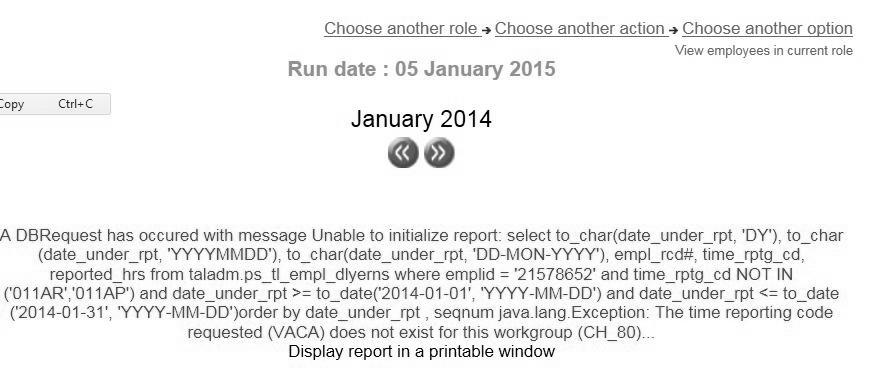 Choose another role ➔ Choose another action ➔ Choose another option
View employees in current role
Run date : 05 January 2015
Copy Ctrl+C
January 2014
A DBRequest has occured with message Unable to initialize report: select to_char(date_under_rpt, 'DY'), to_char
(date_under_rpt, 'YYYYMMDD'), to_char(date_under_rpt, 'DD-MON-YYYY'), empl_rcd#, time_rptg_cd,
reported_hrs from taladm.ps_tl_empl_dlyerns where emplid = '21578652' and time_rptg_cd NOT IN
('011AR','011AP') and date_under_rpt >= to_date('2014-01-01', 'YYYY-MM-DD') and date_under_rpt <= to_date
('2014-01-31', 'YYYY-MM-DD')order by date_under_rpt , seqnum java.lang.Exception: The time reporting code
requested (VACA) does not exist for this workgroup (CH_80)...
Display report in a printable window